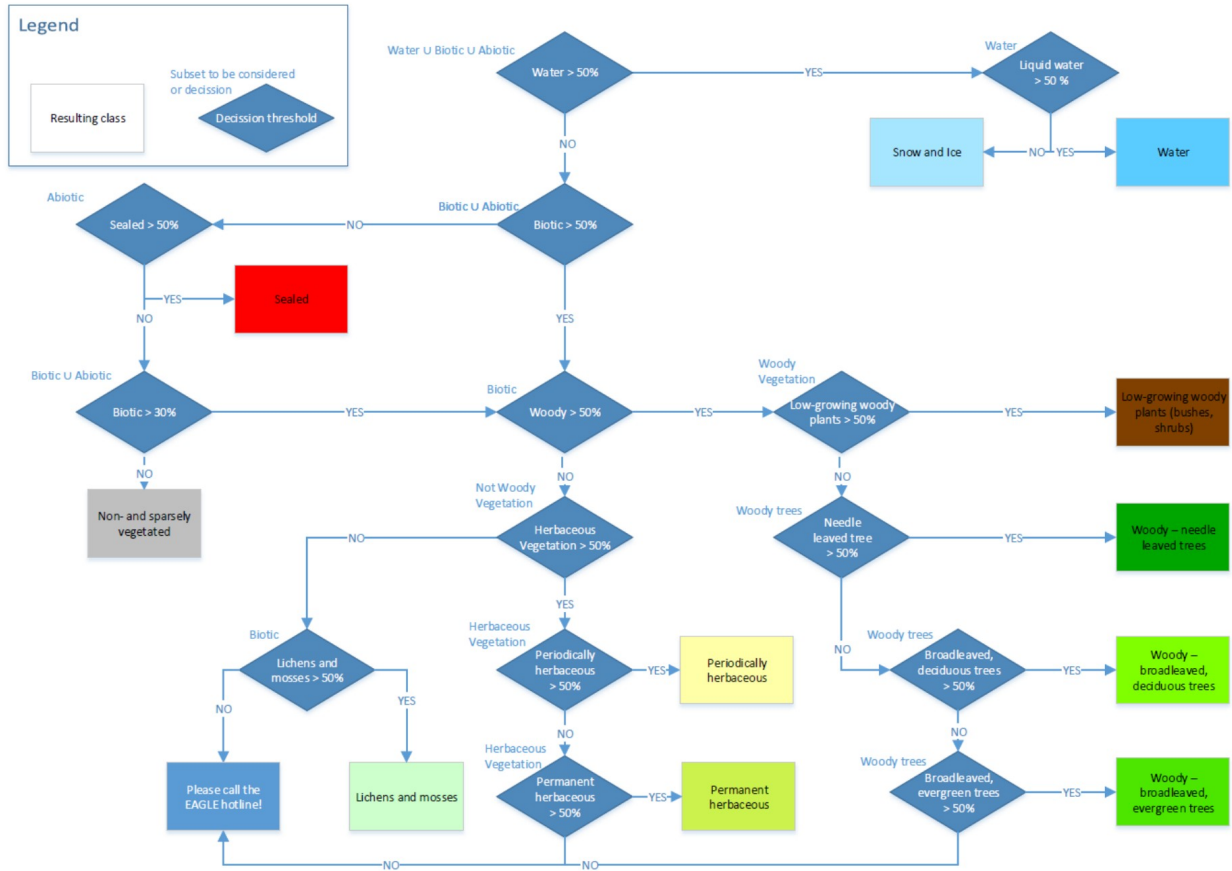 Legend
Subset to be considered
or decission
Resulting class
Decission threshold
Water ∪ Biotic ∪ Abiotic
Water > 50%
YES
Water
Liquid water
> 50 %
NO
YES
Snow and Ice
Water
NO
Abiotic
Sealed > 50%
NO
Biotic ∪ Abiotic
Biotic > 50%
YES
Sealed
NO
YES
Biotic ∪ Abiotic
Biotic > 30%
YES
Biotic
Woody > 50%
YES
Woody
Vegetation
Low-growing woody
plants > 50%
YES
Low-growing woody
plants (bushes,
shrubs)
NO
Non- and sparsely
vegetated
NO
Not Woody
Vegetation
Herbaceous
Vegetation > 50%
NO
NO
Woody trees
Needle
leaved tree
> 50%
YES
Woody – needle
leaved trees
YES
Biotic
Lichens and
mosses > 50%
NO
YES
Herbaceous
Vegetation
Periodically
herbaceous
> 50%
YES
Periodically
herbaceous
NO
Woody trees
Broadleaved,
deciduous trees
> 50%
YES
Woody –
broadleaved,
deciduous trees
NO
NO
Please call the
EAGLE hotline!
Lichens and mosses
Herbaceous
Vegetation
Permanent
herbaceous
> 50%
YES
Permanent
herbaceous
Woody trees
Broadleaved,
evergreen trees
> 50%
YES
Woody –
broadleaved,
evergreen trees
NO
NO